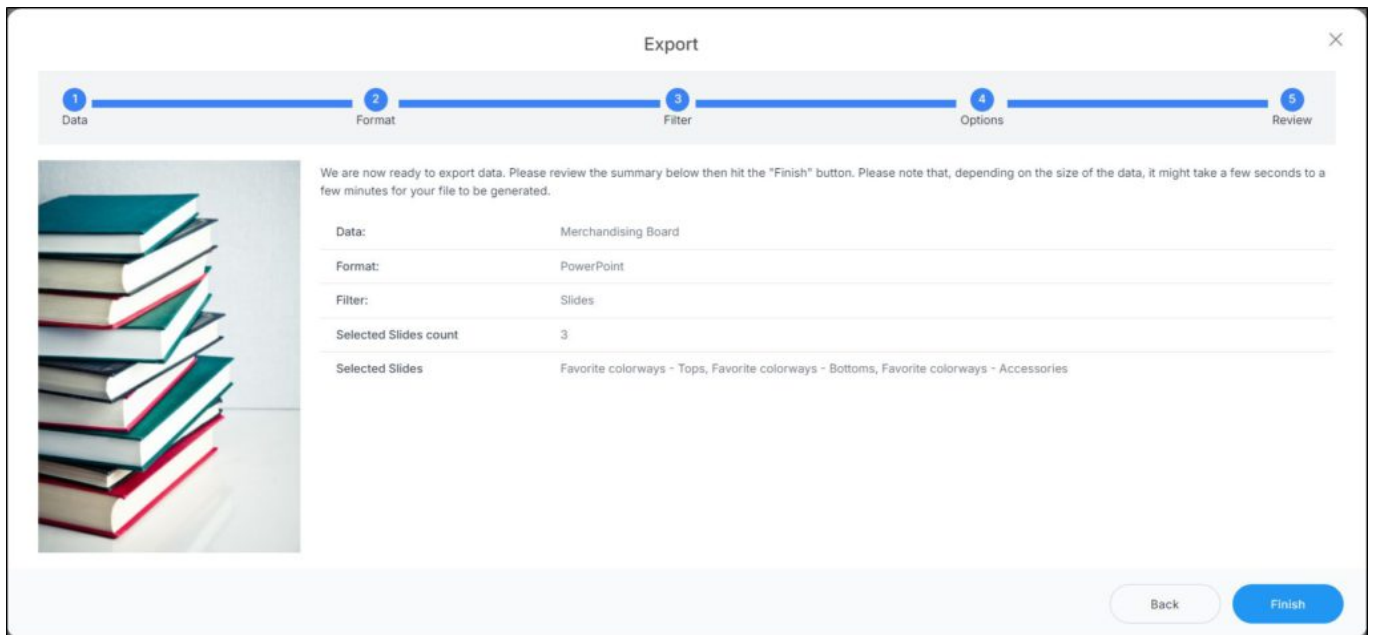 Export
1
2
3
4
5
Data
Format
Filter
Options
Review
We are now ready to export data. Please review the summary below then hit the "Finish" button. Please note that, depending on the size of the data, it might take a few seconds to a
few minutes for your file to be generated.
Data: Merchandising Board
Format: PowerPoint
Filter: Slides
Selected Slides count 3
Selected Slides Favorite colorways - Tops, Favorite colorways - Bottoms, Favorite colorways - Accessories
Back
Finish